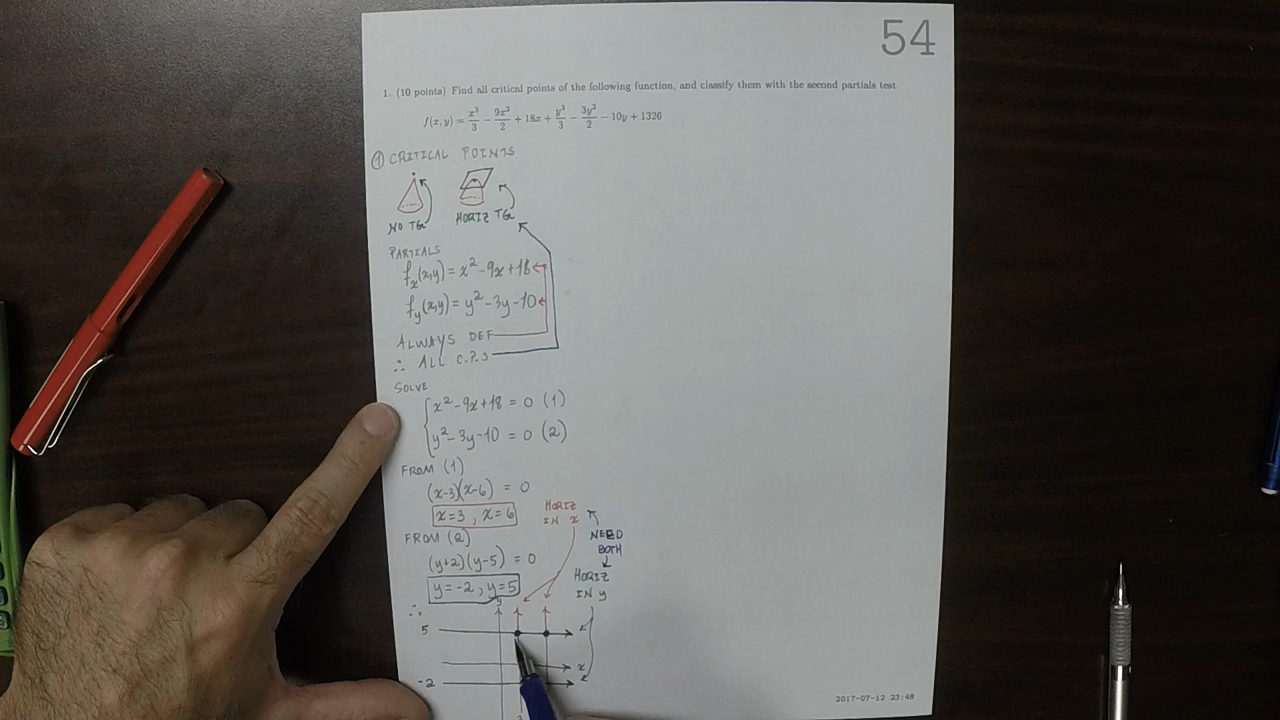 54
1. (10 points) Find all critical points of the following function, and classify them with the second partials test.
f(x, y) = x³/3 − 9x²/2 + 18x + y³/3 − 3y²/2 − 10y + 1326
① CRITICAL POINTS
NO TG HORIZ TG
PARTIALS
fx(x,y) = x² - 9x + 18
fy(x,y) = y² - 3y - 10
ALWAYS DEF
∴ ALL C.P.S
SOLVE
x² - 9x + 18 = 0 (1)
y² - 3y - 10 = 0 (2)
FROM (1)
(x-3)(x-6) = 0
x=3, x=6
HORIZ
IN x
NEED
BOTH
FROM (2)
(y+2)(y-5) = 0
y=-2, y=5
HORIZ
IN y
∴
y
5
x
-2
2017-07-12 23:48